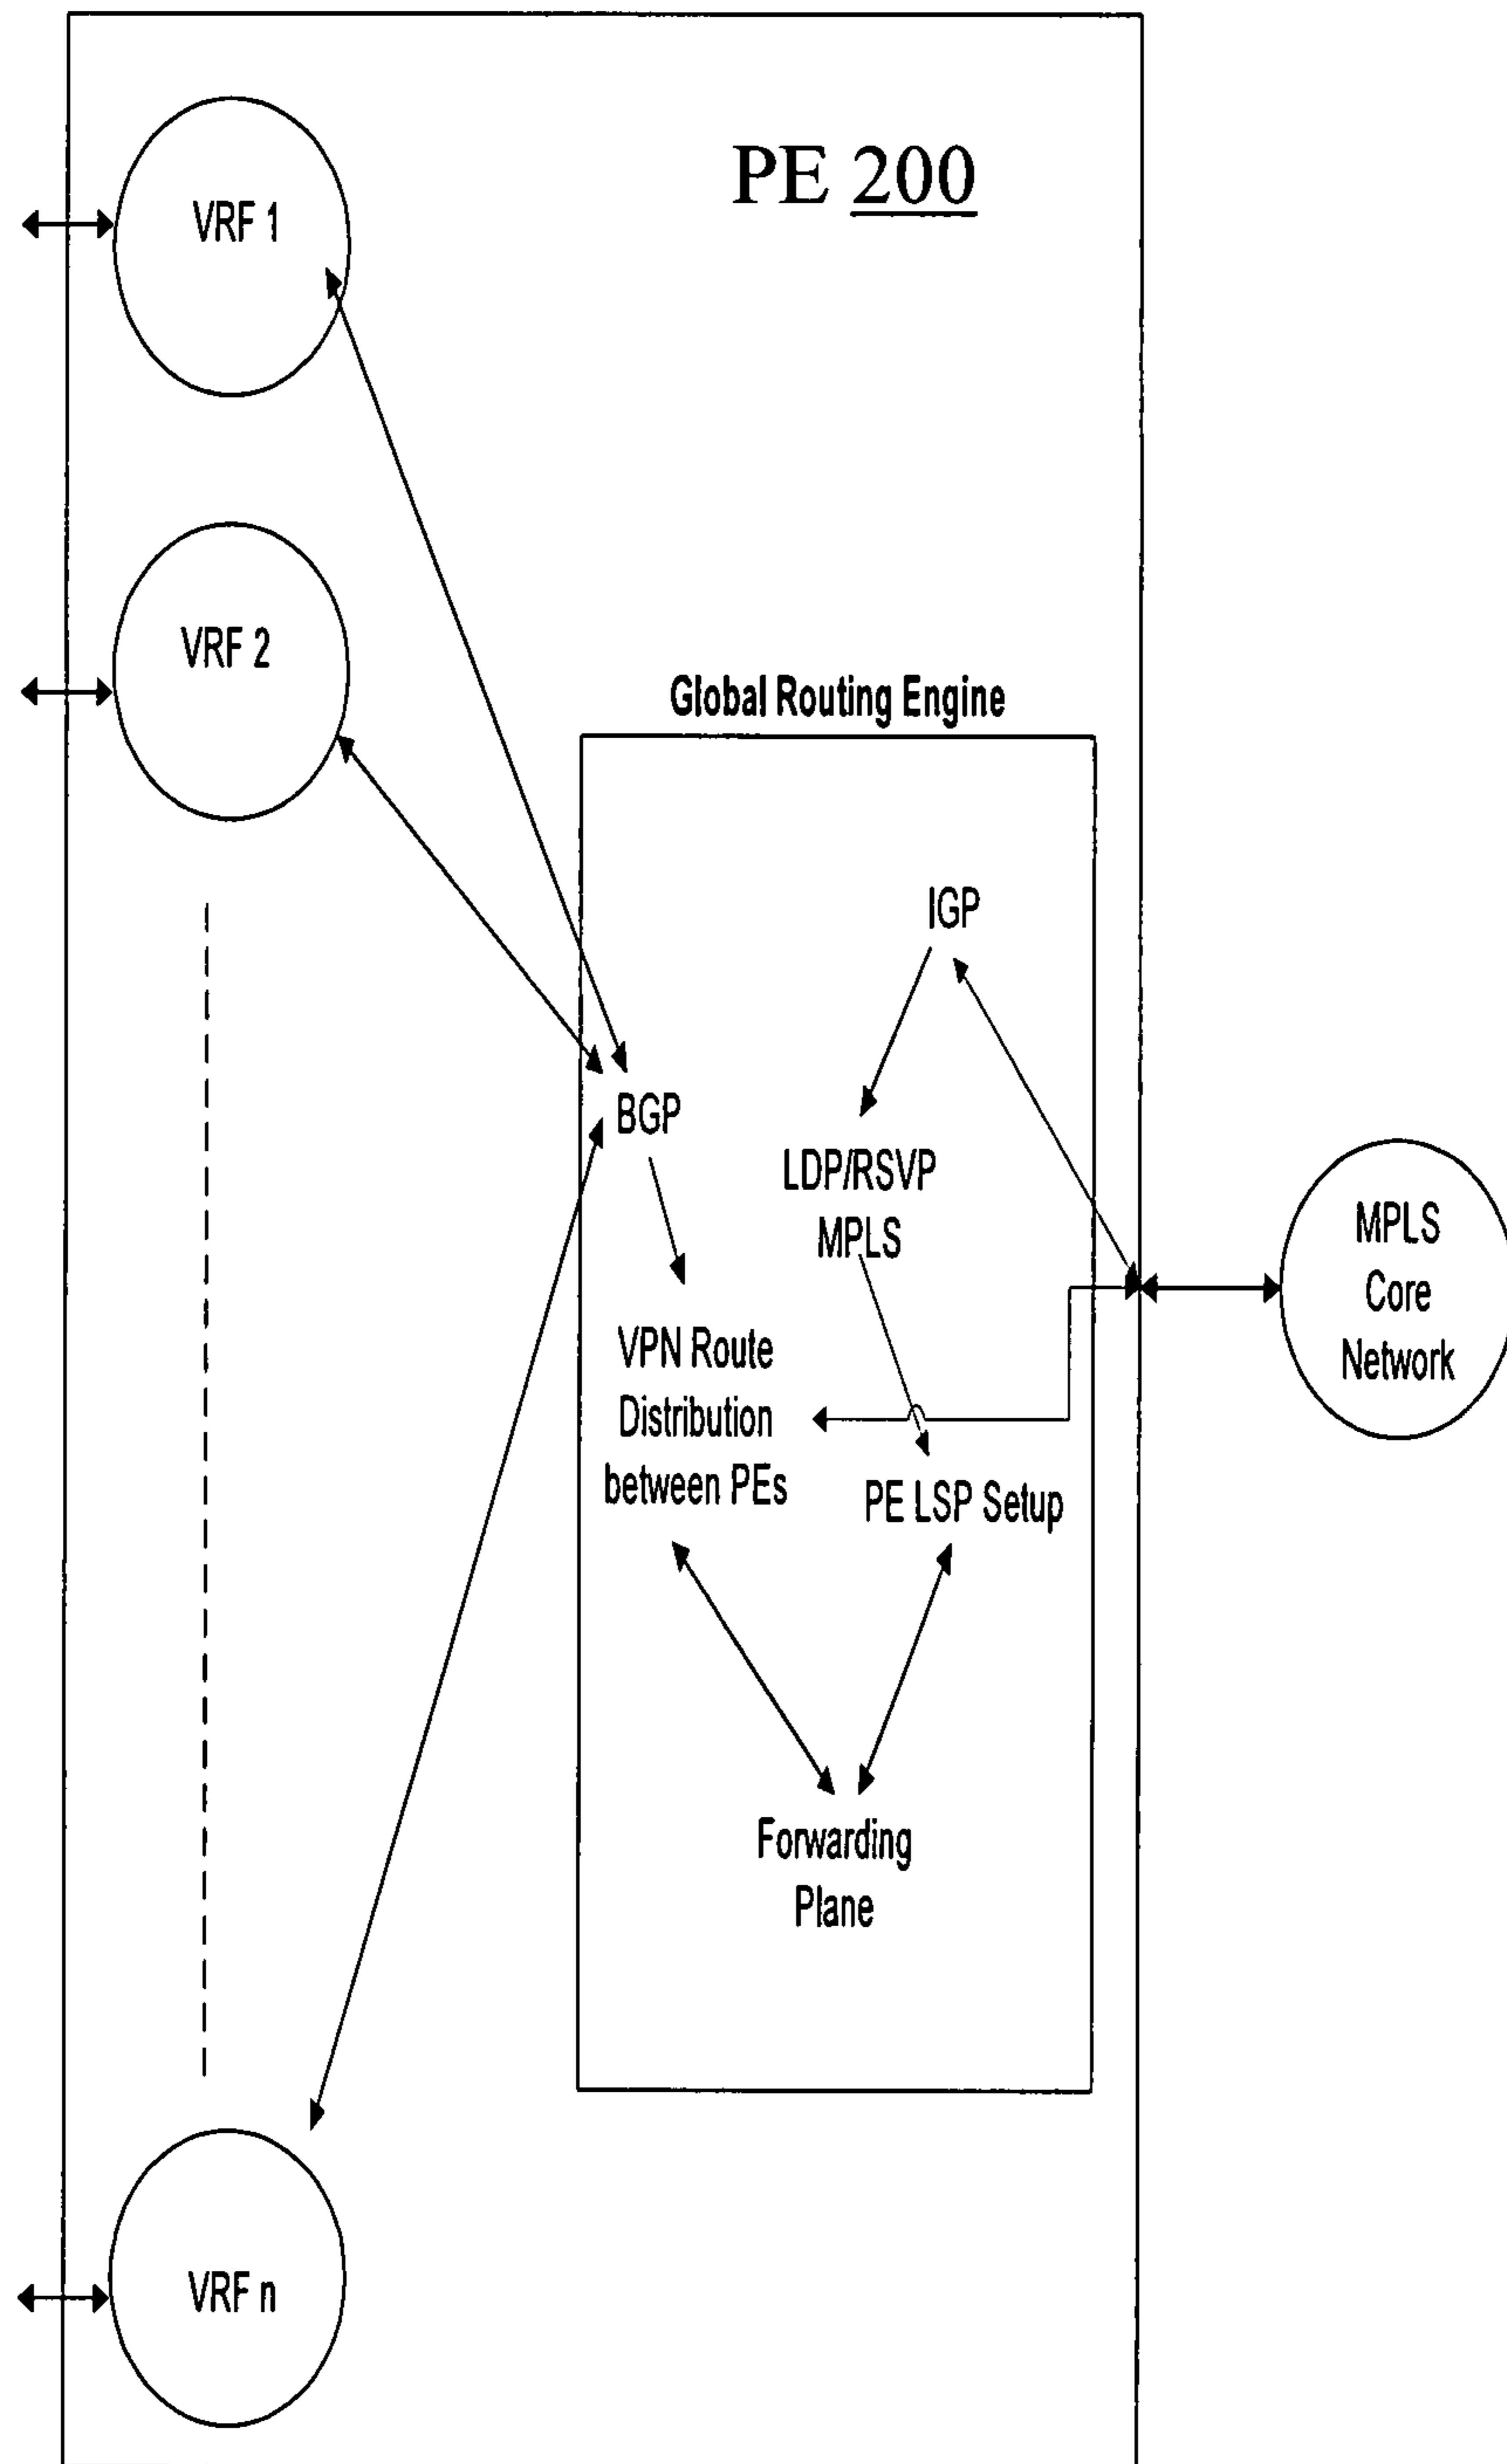 PE 200
VRF 1
VRF 2
Global Routing Engine
IGP
BGP
LDP/RSVP
MPLS
VPN Route
Distribution
between PEs
PE LSP Setup
Forwarding
Plane
MPLS
Core
Network
VRF n